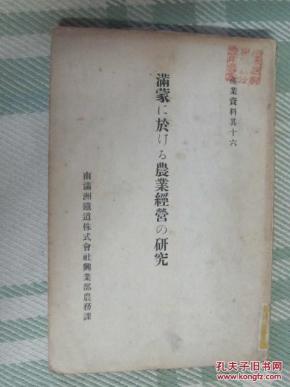 產業資料其十六
滿蒙に於ける農業經營の研究
南滿洲鐵道株式會社興業部農務課
孔夫子旧书网